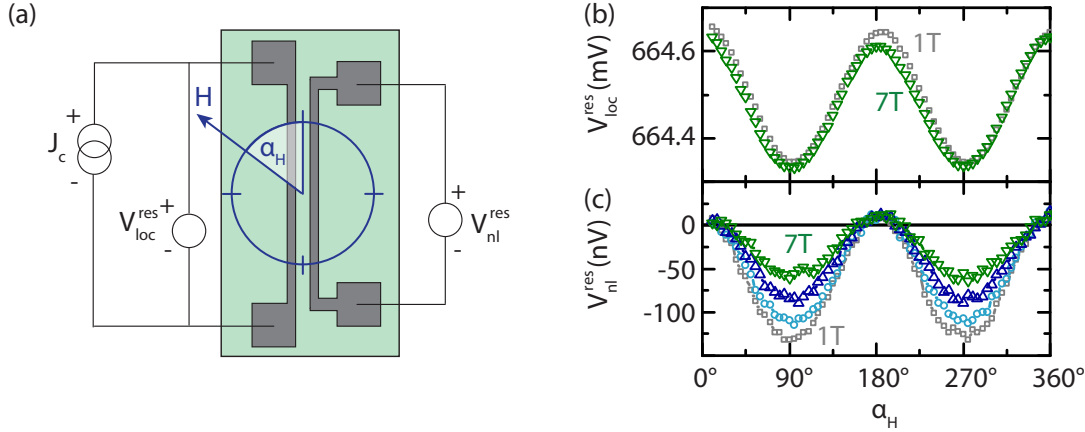 (a)
H
α_H
+
J_c
-
+
V_loc^res
-
+
V_nl^res
-
(b)
V_loc^res (mV)
664.6
664.4
1T
7T
(c)
V_nl^res (nV)
0
-50
-100
7T
1T
0 90° 180° 270° 360°
α_H